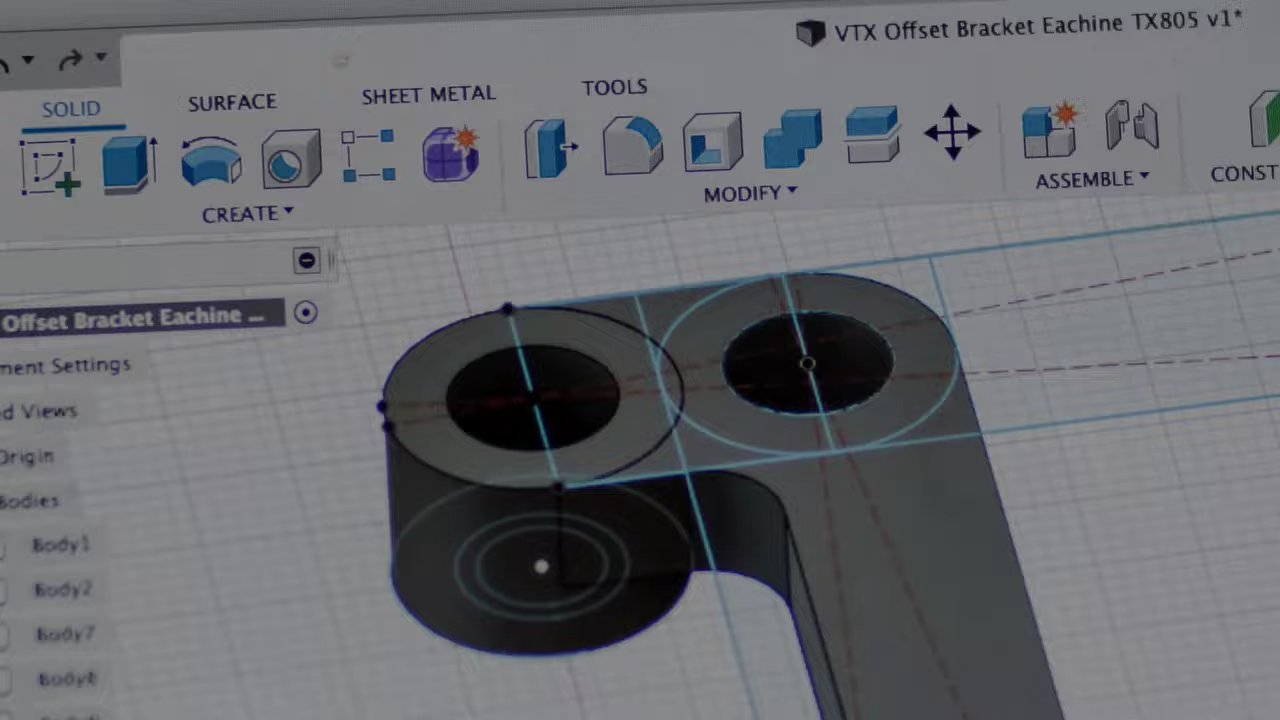 VTX Offset Bracket Eachine TX805 v1*
SOLID
SURFACE
SHEET METAL
TOOLS
CREATE
MODIFY
ASSEMBLE
CONST
Offset Bracket Eachine ...
ment Settings
d Views
Origin
Bodies
Body1
Body2
Body7
Body8